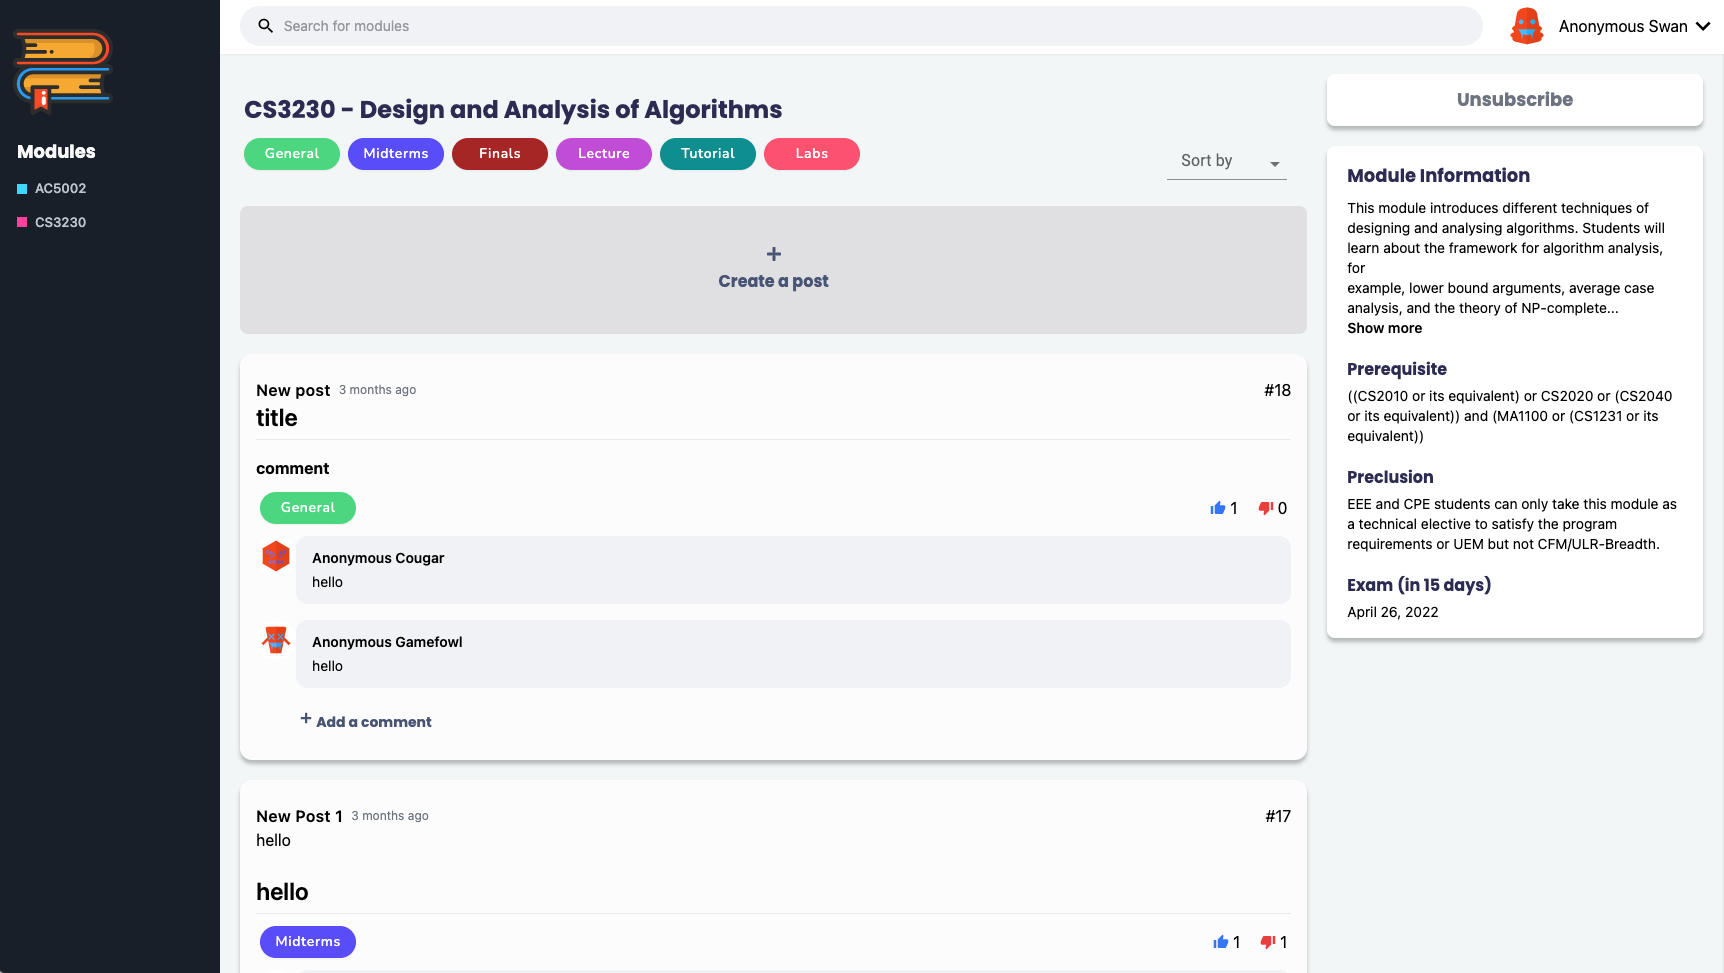 Search for modules
Anonymous Swan
Modules
AC5002
CS3230
CS3230 - Design and Analysis of Algorithms
General
Midterms
Finals
Lecture
Tutorial
Labs
Sort by
+
Create a post
New post 3 months ago
#18
title
comment
General
1
0
Anonymous Cougar
hello
Anonymous Gamefowl
hello
+ Add a comment
New Post 1 3 months ago
#17
hello
hello
Midterms
1
1
Unsubscribe
Module Information
This module introduces different techniques of
designing and analysing algorithms. Students will
learn about the framework for algorithm analysis,
for
example, lower bound arguments, average case
analysis, and the theory of NP-complete...
Show more
Prerequisite
((CS2010 or its equivalent) or CS2020 or (CS2040
or its equivalent)) and (MA1100 or (CS1231 or its
equivalent))
Preclusion
EEE and CPE students can only take this module as
a technical elective to satisfy the program
requirements or UEM but not CFM/ULR-Breadth.
Exam (in 15 days)
April 26, 2022